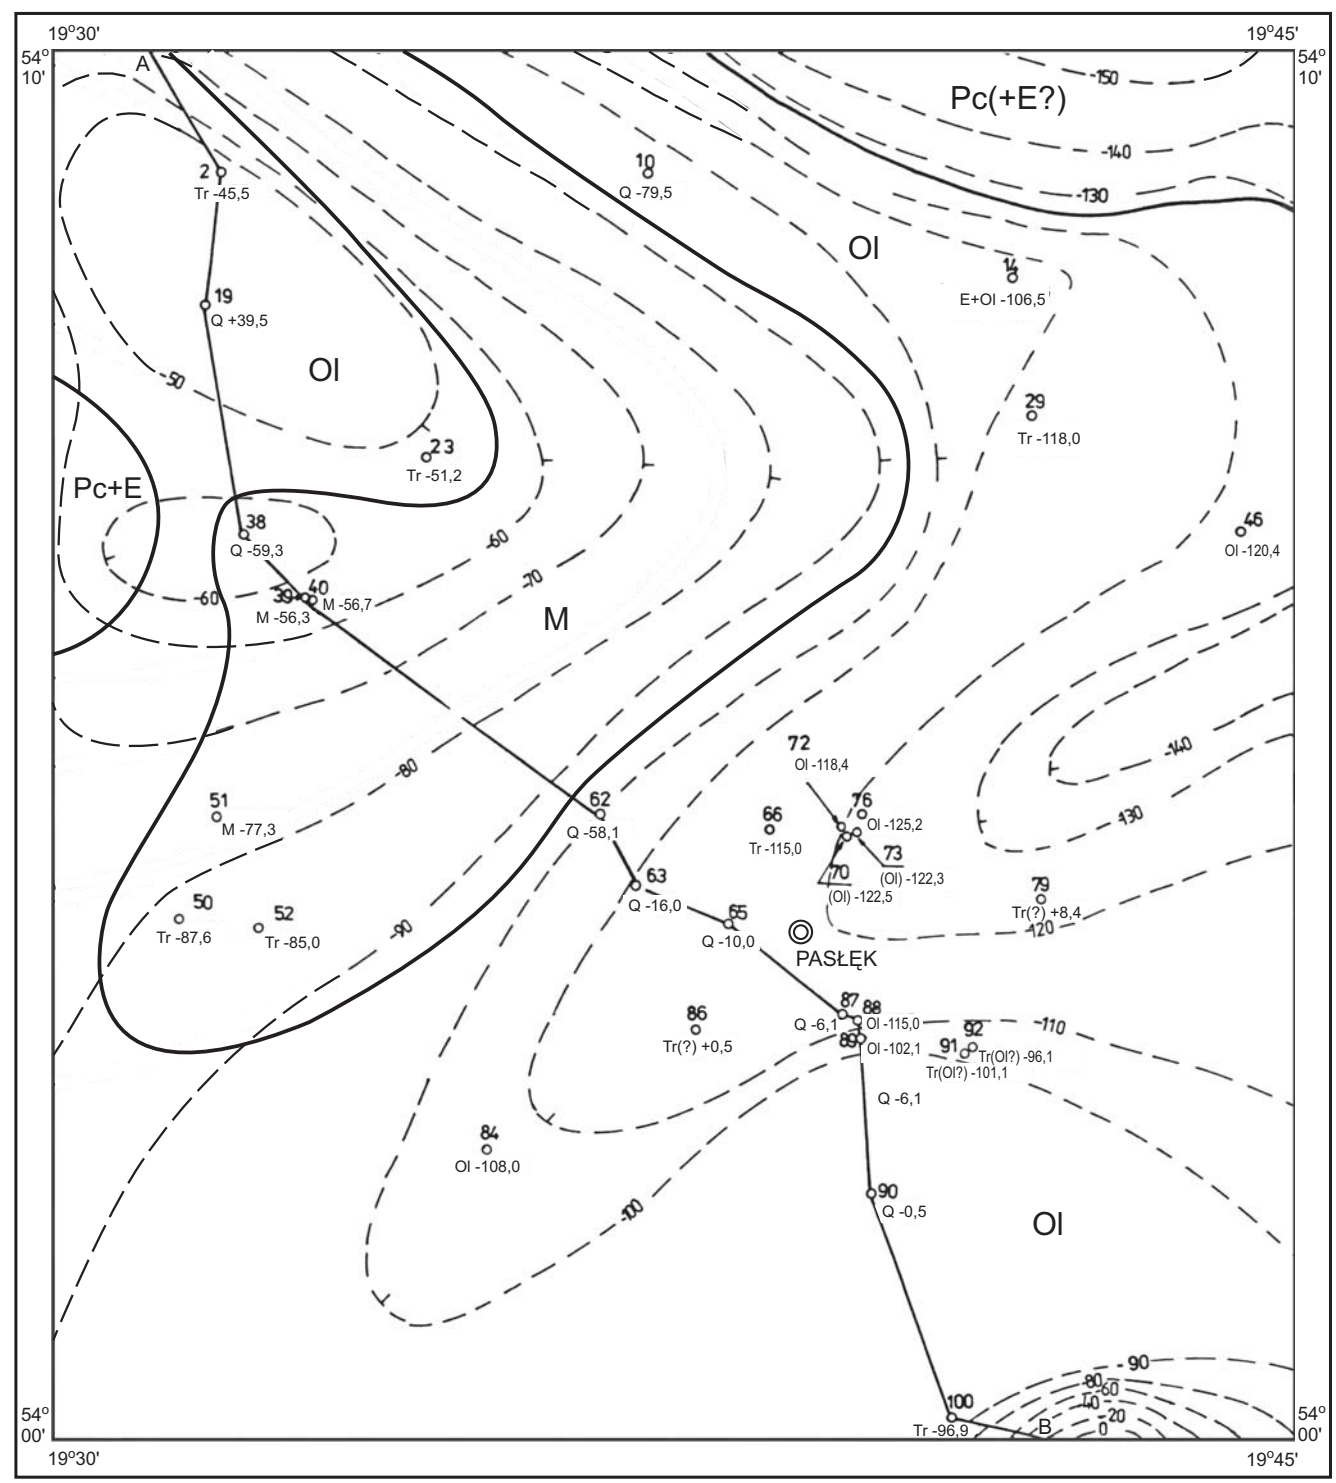 19°30'
19°45'
54°
10'
54°
10'
A
-150
Pc(+E?)
-140
-130
2
Tr -45,5
10
Q -79,5
Ol
14
E+Ol -106,5
19
Q +39,5
Ol
-50
29
Tr -118,0
23
Tr -51,2
Pc+E
38
Q -59,3
-60
46
Ol -120,4
-70
-60
39
40
M -56,7
M -56,3
M
72
Ol -118,4
-140
-80
51
M -77,3
62
Q -58,1
66
Tr -115,0
76
Ol -125,2
-130
73
(Ol) -122,3
70
(Ol) -122,5
63
Q -16,0
79
Tr(?) +8,4
-120
50
Tr -87,6
52
Tr -85,0
-90
65
Q -10,0
PASŁĘK
87
Q -6,1
88
Ol -115,0
86
Tr(?) +0,5
89
Ol -102,1
-110
92
Tr(Ol?) -96,1
91
Tr(Ol?) -101,1
Q -6,1
84
Ol -108,0
90
Q -0,5
-100
Ol
-90
80
60
40
-20
0
100
Tr -96,9
B
54°
00'
54°
00'
19°30'
19°45'